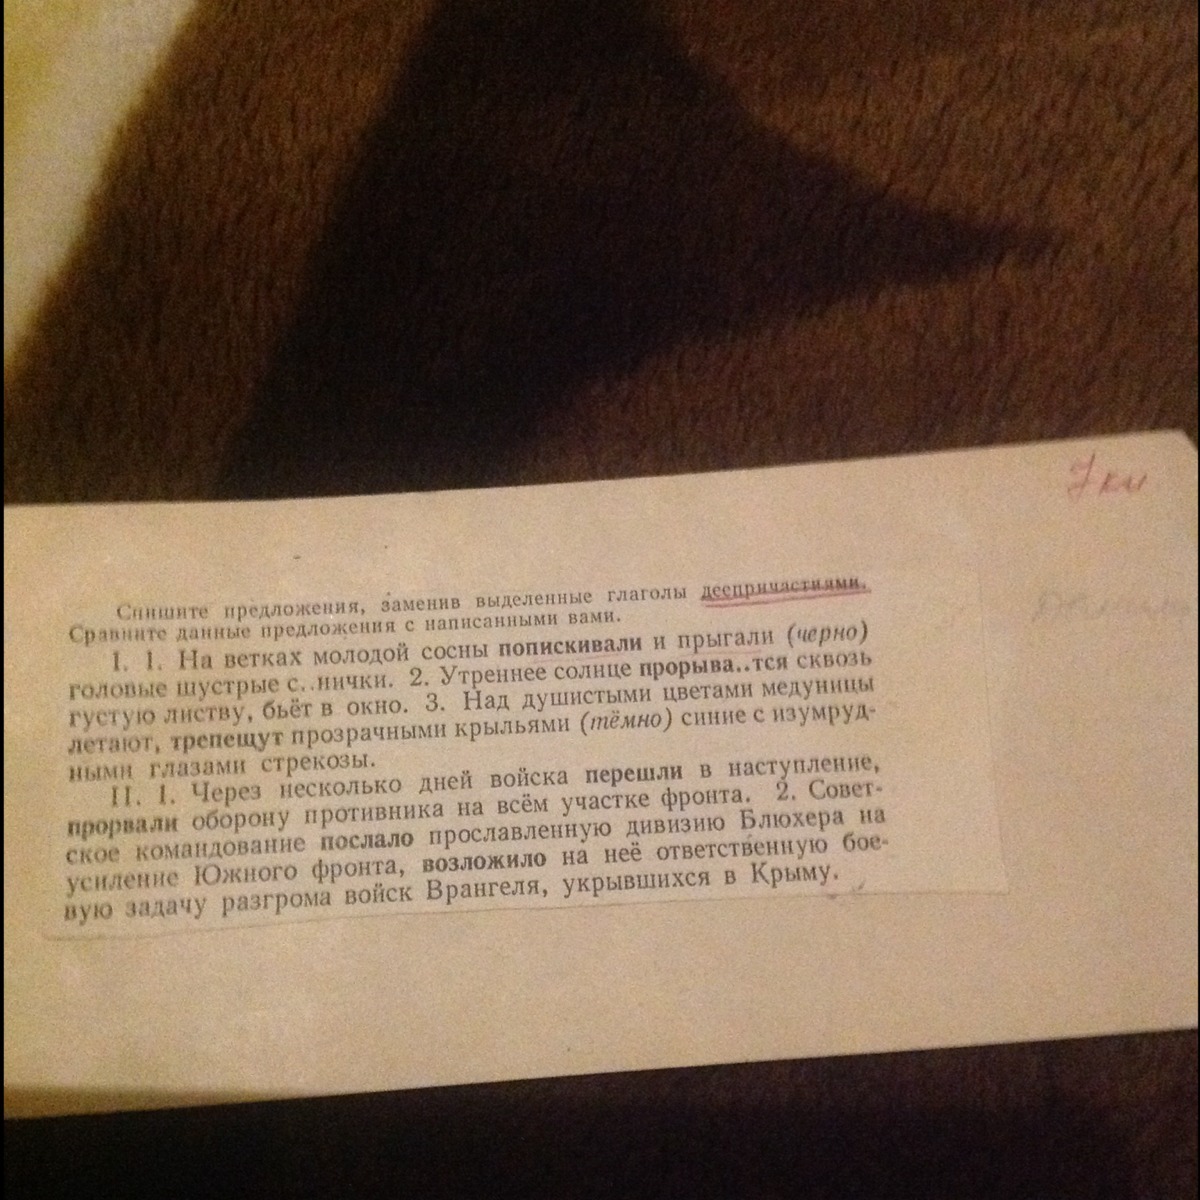 7 кл
Спишите предложения, заменив выделенные глаголы деепричастиями.
Сравните данные предложения с написанными вами.
I. 1. На ветках молодой сосны попискивали и прыгали (черно)
головые шустрые с..нички. 2. Утреннее солнце прорыва..тся сквозь
густую листву, бьёт в окно. 3. Над душистыми цветами медуницы
летают, трепещут прозрачными крыльями (тёмно) синие с изумруд-
ными глазами стрекозы.
II. 1. Через несколько дней войска перешли в наступление,
прорвали оборону противника на всём участке фронта. 2. Совет-
ское командование послало прославленную дивизию Блюхера на
усиление Южного фронта, возложило на неё ответственную бое-
вую задачу разгрома войск Врангеля, укрывшихся в Крыму.